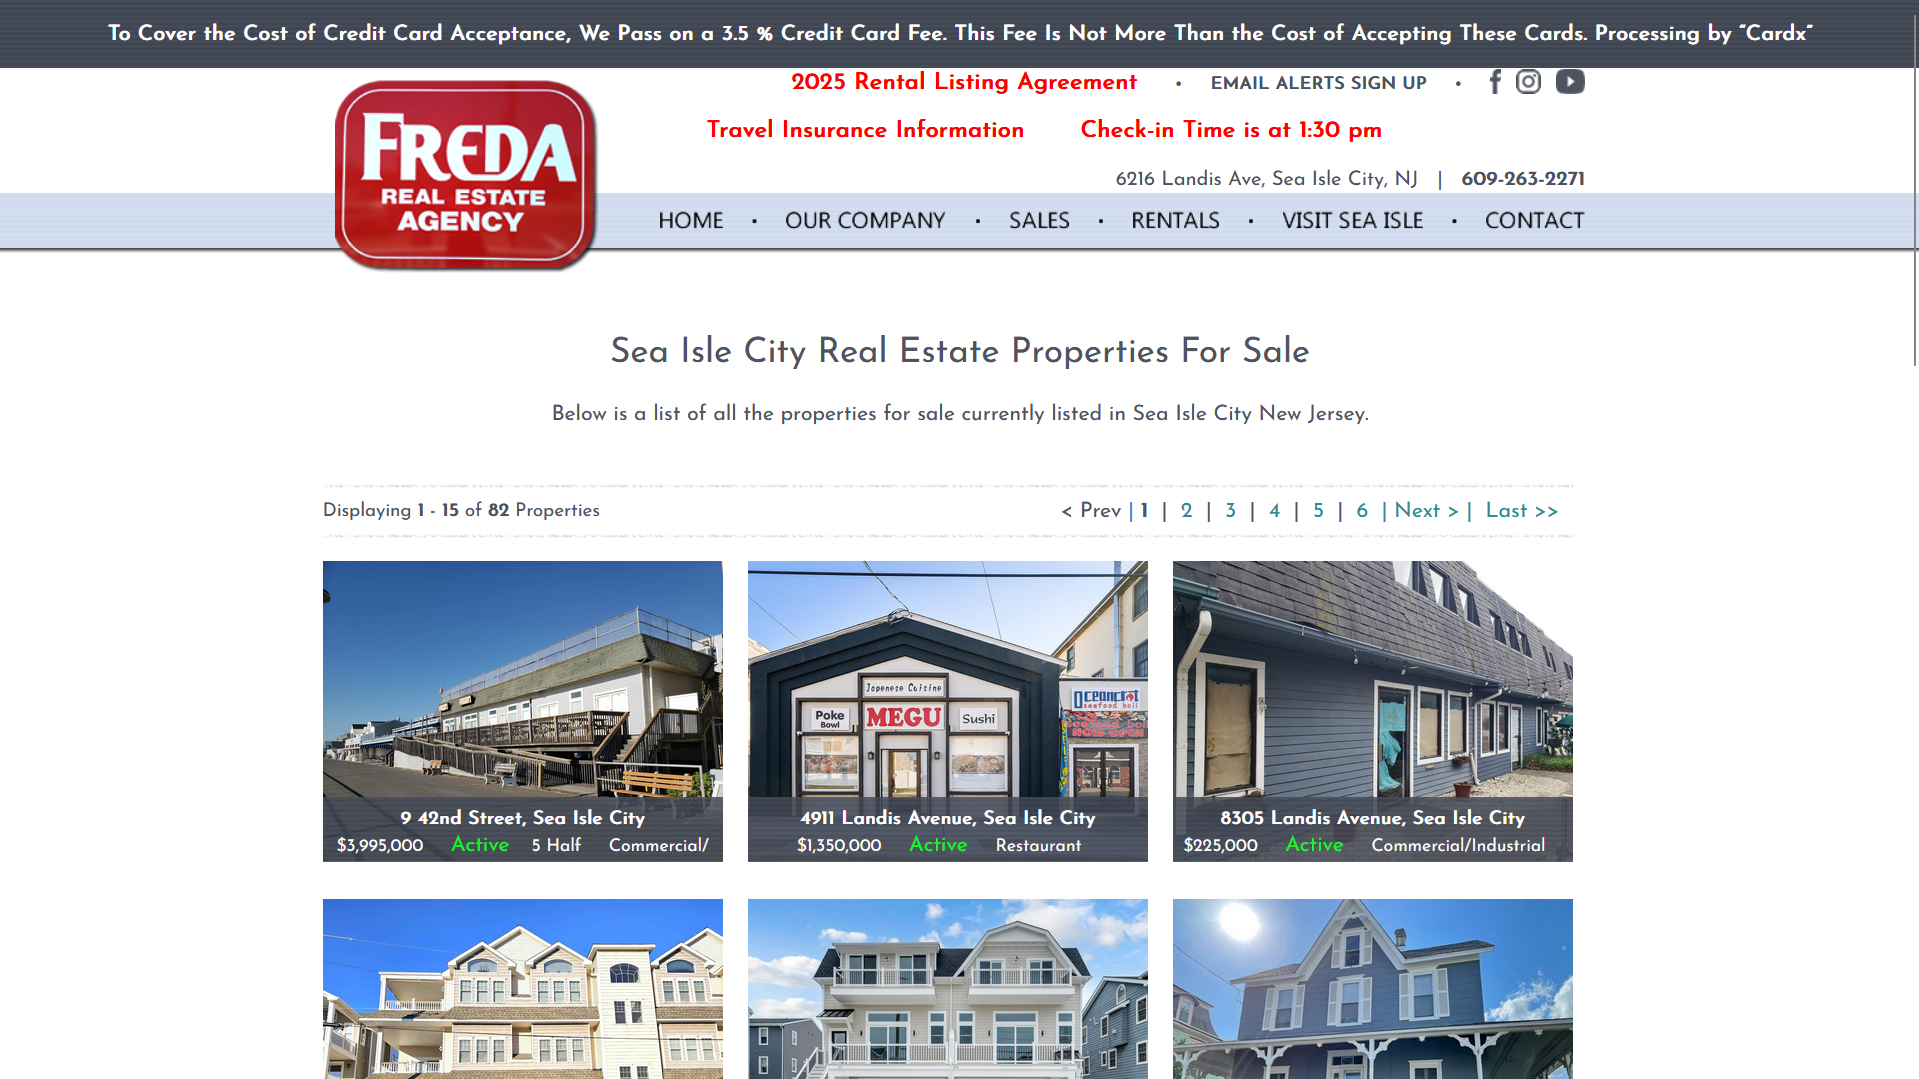 To Cover the Cost of Credit Card Acceptance, We Pass on a 3.5 % Credit Card Fee. This Fee Is Not More Than the Cost of Accepting These Cards. Processing by “Cardx”
2025 Rental Listing Agreement • EMAIL ALERTS SIGN UP •
Travel Insurance Information Check-in Time is at 1:30 pm
6216 Landis Ave, Sea Isle City, NJ | 609-263-2271
FREDA
REAL ESTATE
AGENCY
HOME • OUR COMPANY • SALES • RENTALS • VISIT SEA ISLE • CONTACT
Sea Isle City Real Estate Properties For Sale
Below is a list of all the properties for sale currently listed in Sea Isle City New Jersey.
Displaying 1 - 15 of 82 Properties
< Prev | 1 | 2 | 3 | 4 | 5 | 6 | Next > | Last >>
9 42nd Street, Sea Isle City
$3,995,000 Active 5 Half Commercial/
Japenese Cuisine
Poke
Bowl
MEGU
Sushi
Oceancrat
seafood boil
seafood boil
NOW OPEN
4911 Landis Avenue, Sea Isle City
$1,350,000 Active Restaurant
8305 Landis Avenue, Sea Isle City
$225,000 Active Commercial/Industrial